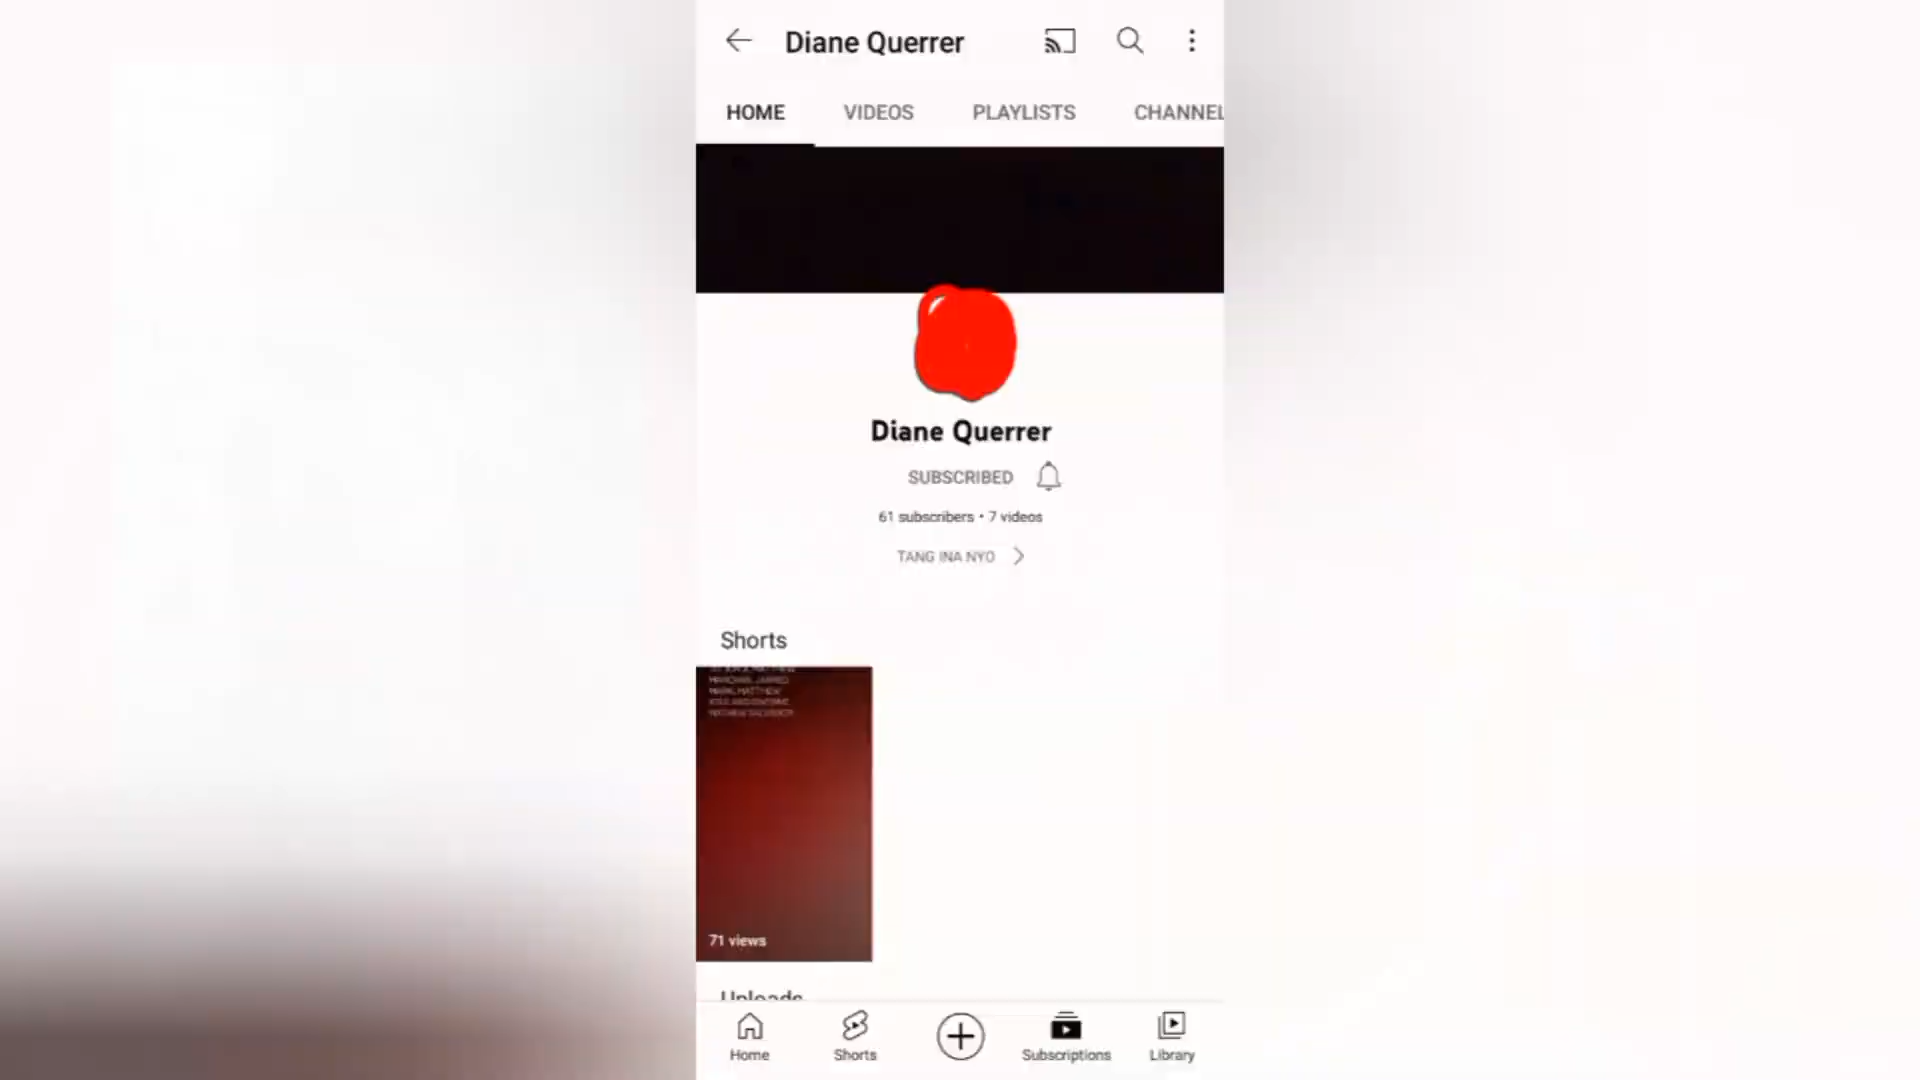 Diane Querrer
HOME VIDEOS PLAYLISTS CHANNEL
Diane Querrer
SUBSCRIBED
61 subscribers • 7 videos
TANG INA NYO
Shorts
71 views
Uploads
Home Shorts Subscriptions Library